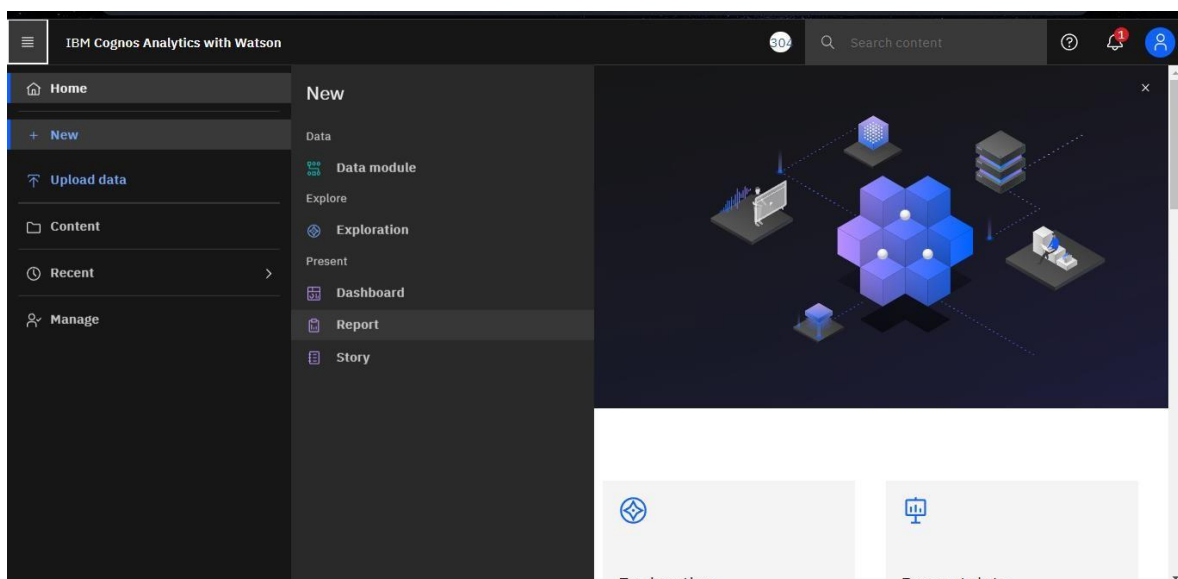 IBM Cognos Analytics with Watson
304
Search content
1
Home
New
Upload data
Content
Recent
Manage
New
Data
Data module
Explore
Exploration
Present
Dashboard
Report
Story